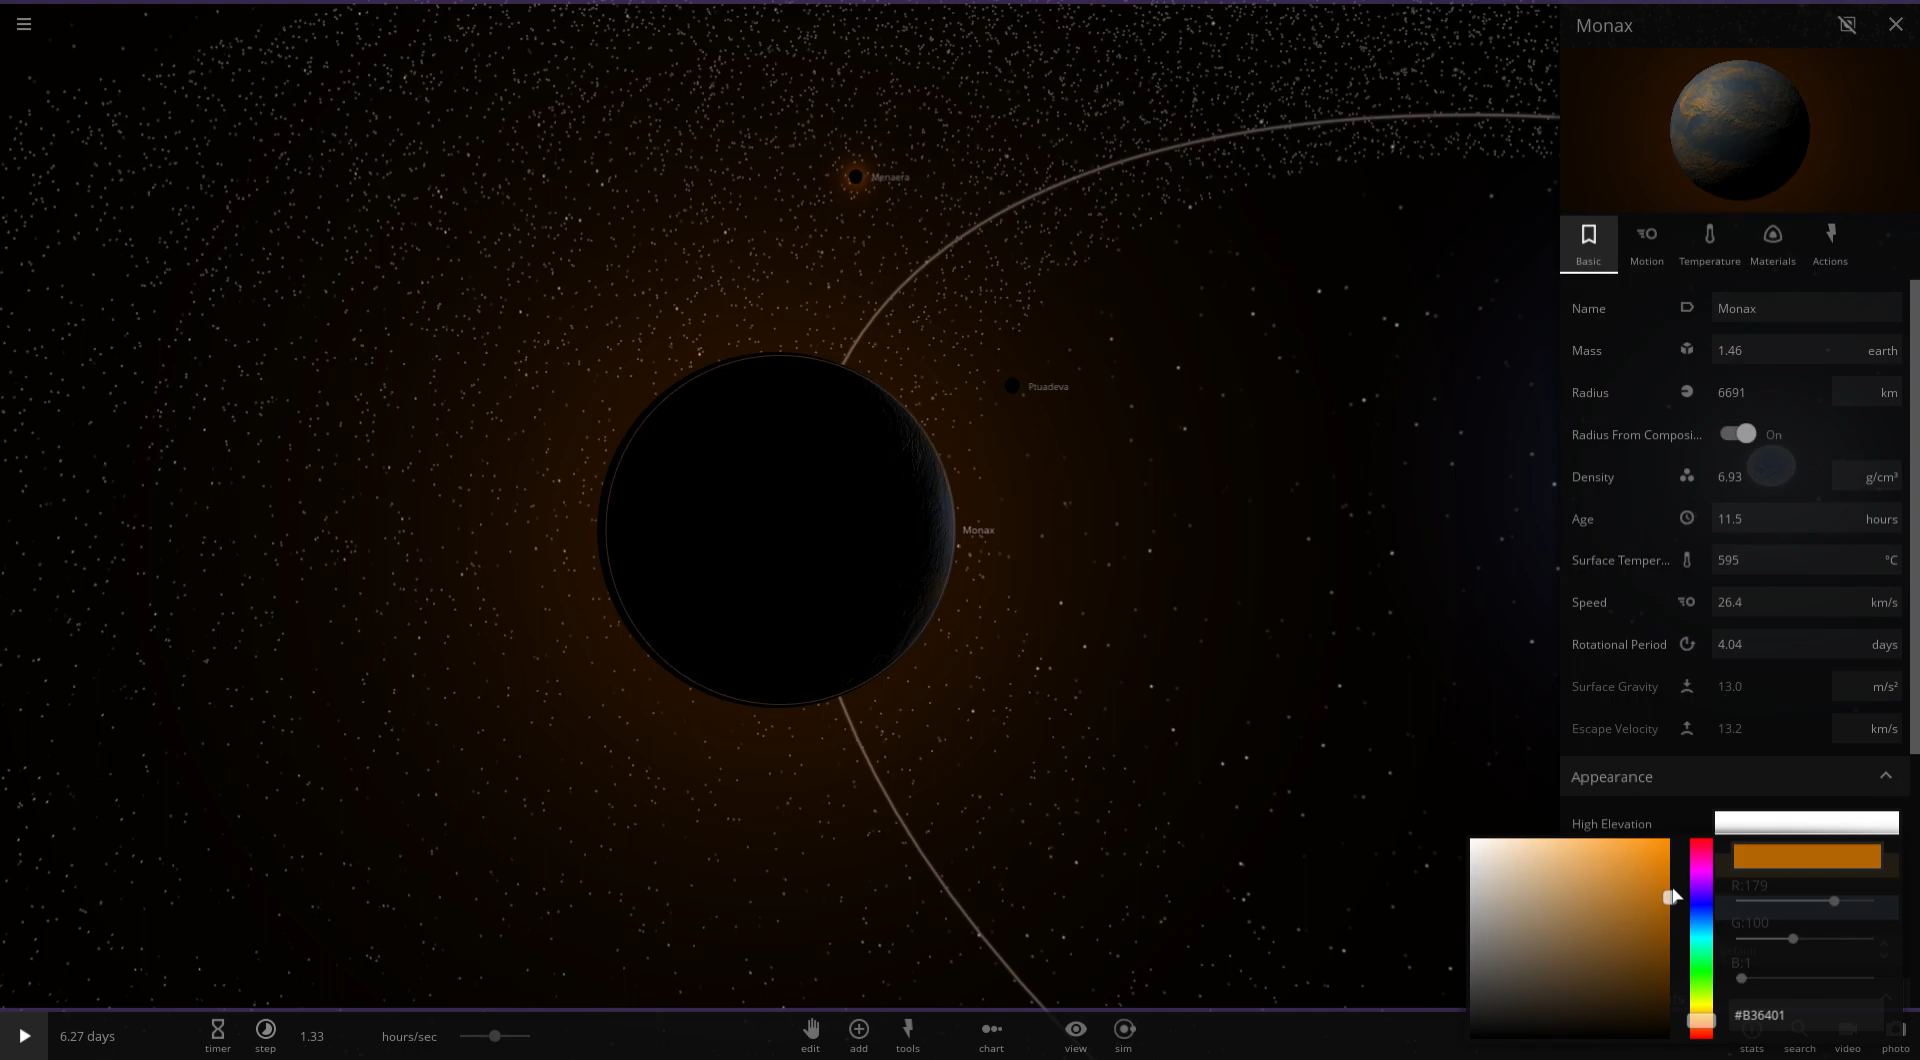 Monax
Menaera
Ptuadeva
Monax
Basic
Motion
Temperature
Materials
Actions
Name Monax
Mass 1.46 earth
Radius 6691 km
Radius From Composi... On
Density 6.93 g/cm³
Age 11.5 hours
Surface Temper... 595 °C
Speed 26.4 km/s
Rotational Period 4.04 days
Surface Gravity 13.0 m/s²
Escape Velocity 13.2 km/s
Appearance
High Elevation
R:179
G:100
B:1
#B36401
6.27 days
timer
step
1.33 hours/sec
edit
add
tools
chart
view
sim
stats
search
video
photo